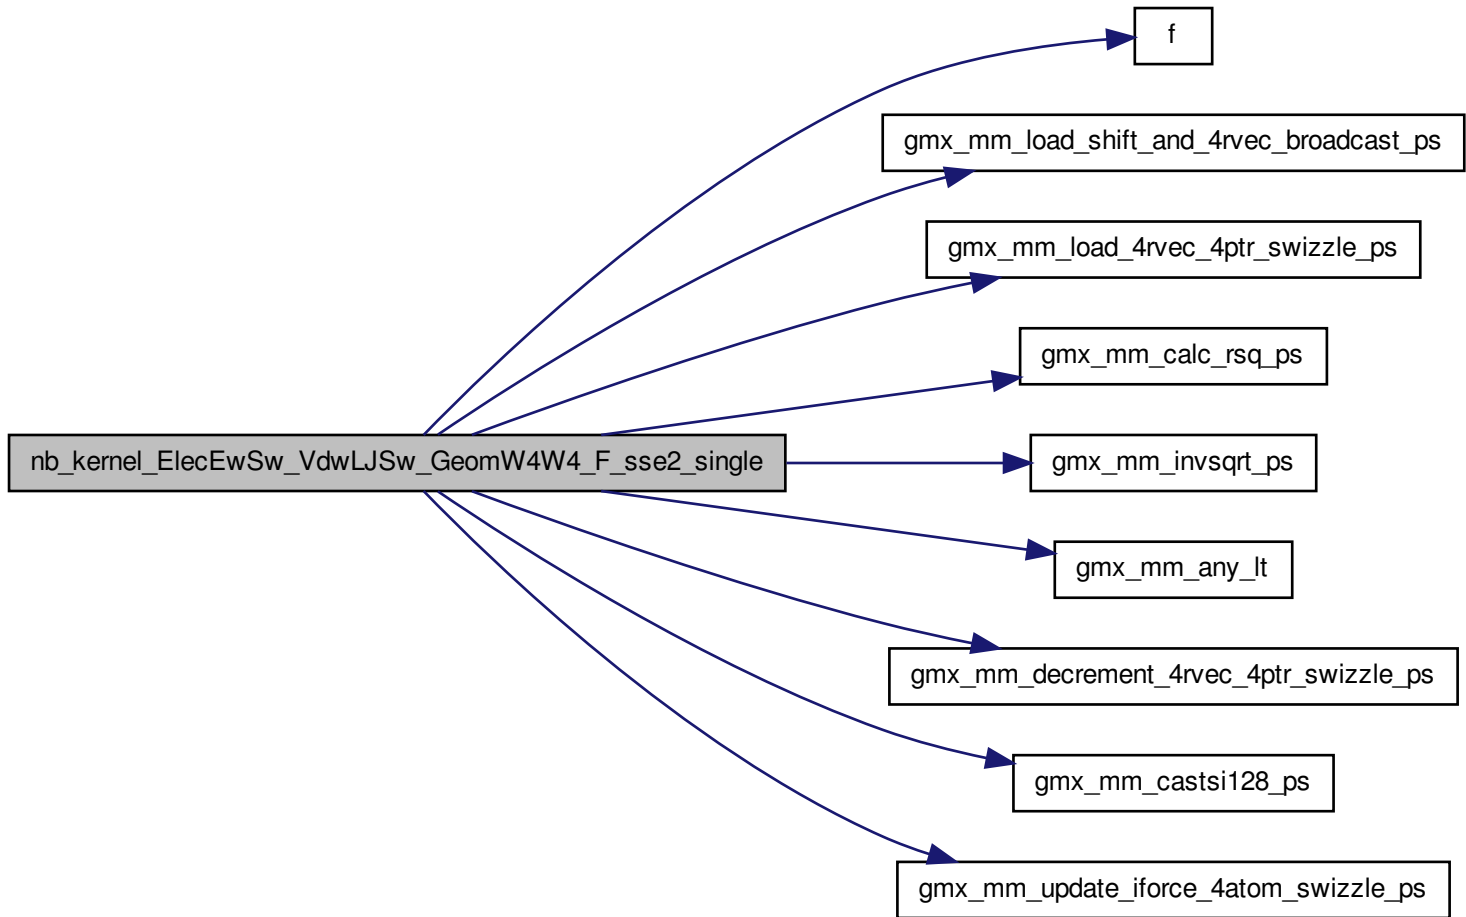 f
gmx_mm_load_shift_and_4rvec_broadcast_ps
gmx_mm_load_4rvec_4ptr_swizzle_ps
gmx_mm_calc_rsq_ps
nb_kernel_ElecEwSw_VdwLJSw_GeomW4W4_F_sse2_single
gmx_mm_invsqrt_ps
gmx_mm_any_lt
gmx_mm_decrement_4rvec_4ptr_swizzle_ps
gmx_mm_castsi128_ps
gmx_mm_update_iforce_4atom_swizzle_ps